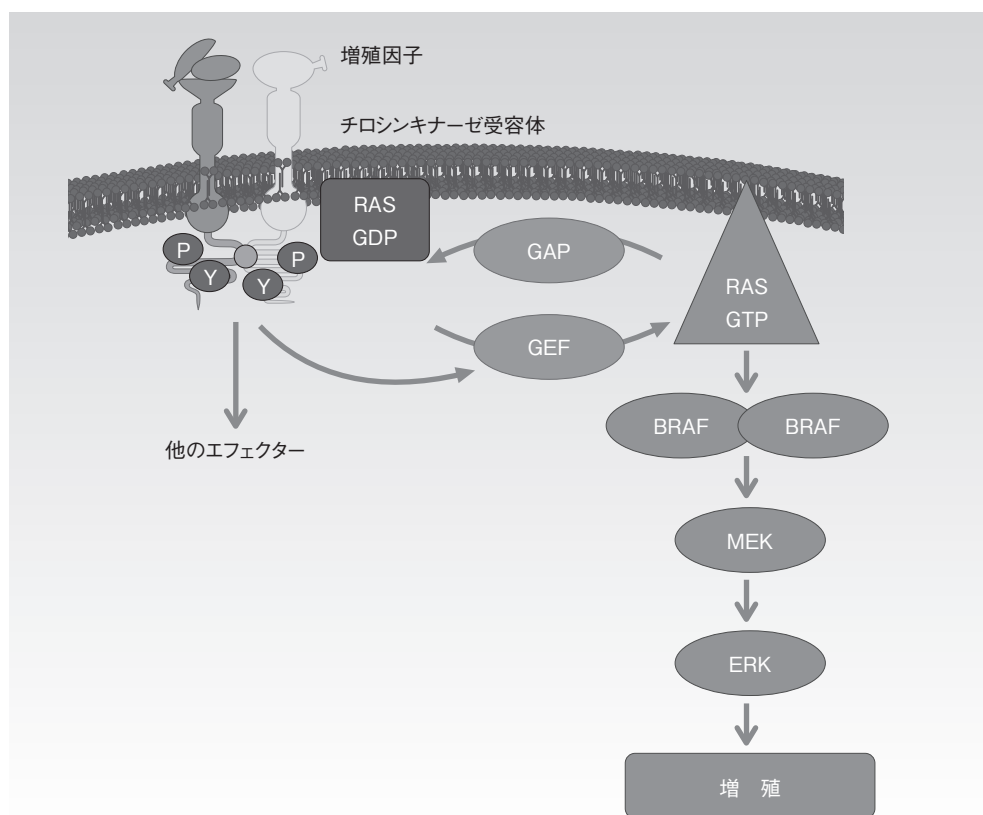 増殖因子
チロシンキナーゼ受容体
RAS
GDP
P
Y
P
Y
GAP
RAS
GTP
GEF
BRAF
BRAF
他のエフェクター
MEK
ERK
増 殖